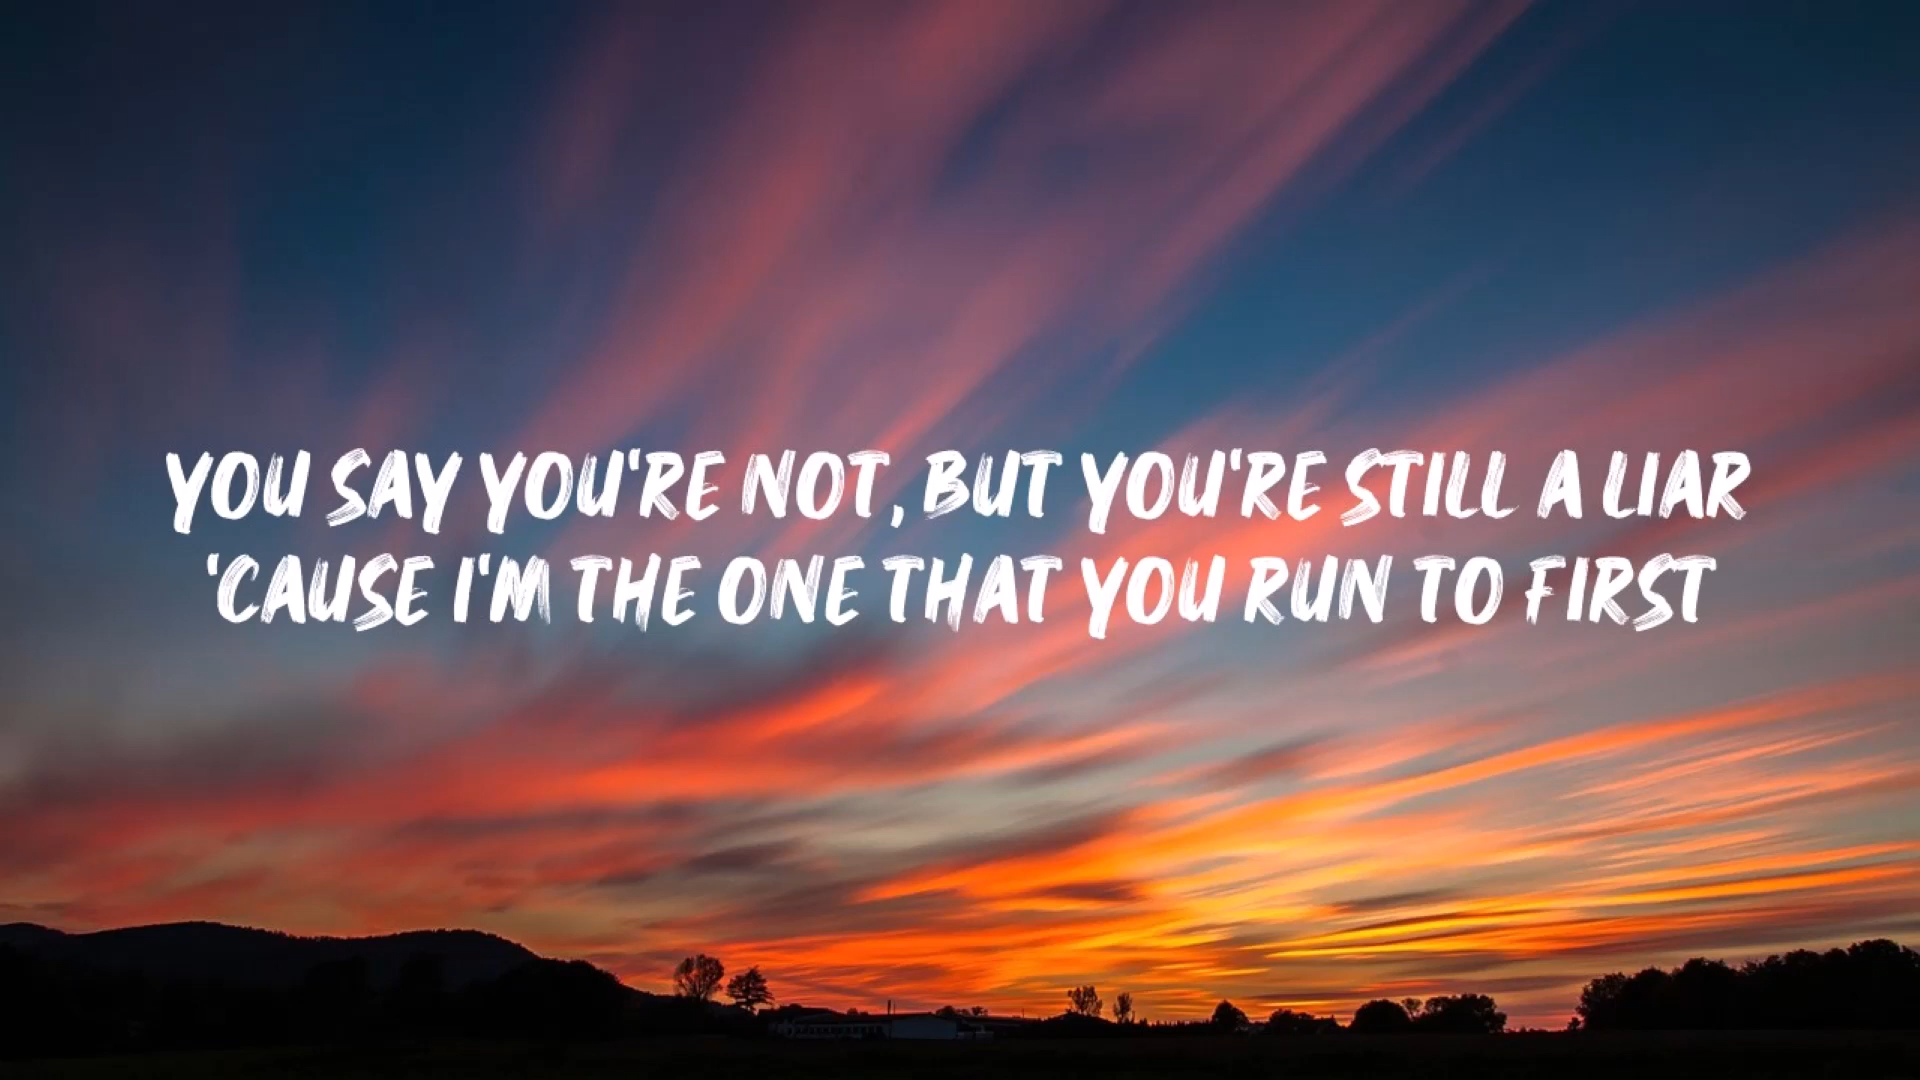 YOU SAY YOU'RE NOT, BUT YOU'RE STILL A LIAR
'CAUSE I'M THE ONE THAT YOU RUN TO FIRST